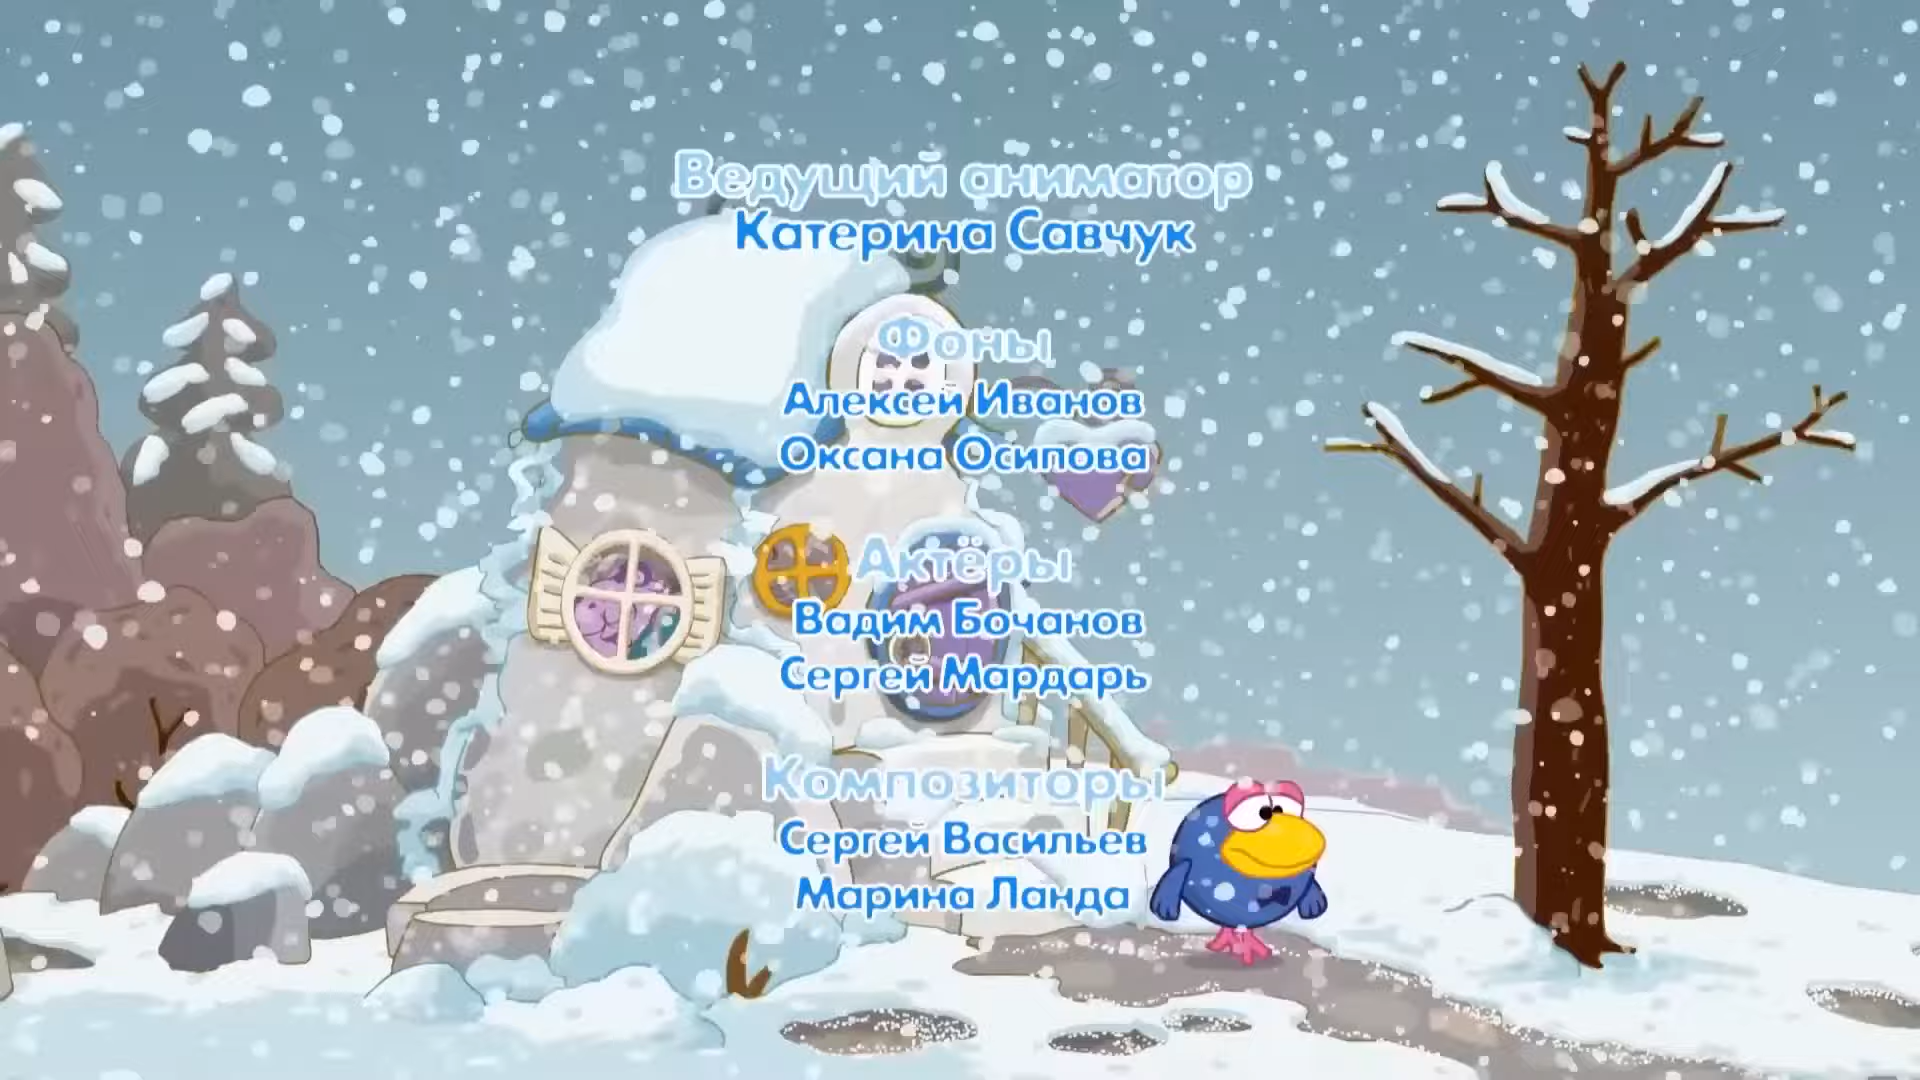 Ведущий аниматор
Катерина Савчук
Фоны
Алексей Иванов
Оксана Осипова
Актёры
Вадим Бочанов
Сергей Мардарь
Композиторы
Сергей Васильев
Марина Ланда